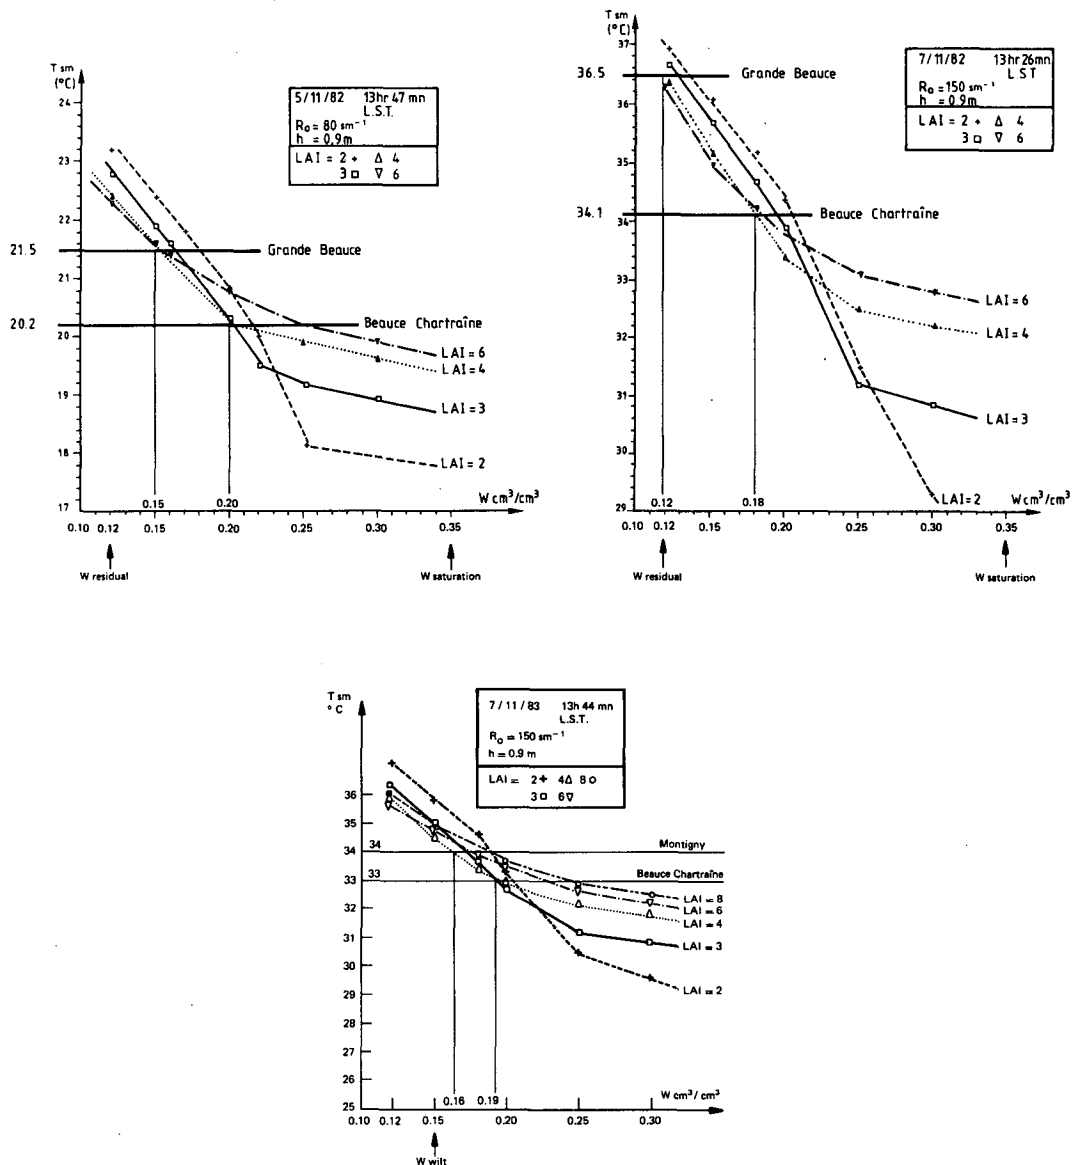 T sm
(°C)
5/11/82 13hr 47 mn
L.S.T.
R₀ = 80 sm⁻¹
h = 0.9m
LAI = 2 + △ 4
3 □ ▽ 6
24
23
22
21.5
21
20.2
20
19
18
17
Grande Beauce
Beauce Chartraîne
LAI=6
LAI=4
LAI=3
LAI=2
0.15
0.20
W cm³/cm³
0.10 0.12 0.15 0.20 0.25 0.30 0.35
W residual
W saturation
T sm
(°C)
7/11/82 13hr26mn
L.S.T
R₀ = 150 sm⁻¹
h = 0.9m
LAI = 2 + △ 4
3 □ ▽ 6
37
36.5
36
35
34.1
34
33
32
31
30
29
Grande Beauce
Beauce Chartraîne
LAI=6
LAI=4
LAI=3
LAI=2
0.12
0.18
W cm³/cm³
0.10 0.12 0.15 0.20 0.25 0.30 0.35
W residual
W saturation
T sm
°C
7/11/83 13h 44 mn
L.S.T.
R₀ = 150 sm⁻¹
h = 0.9 m
LAI = 2+ 4△ 8○
3□ 6▽
36
35
34
34
33
33
32
31
30
29
28
27
26
25
Montigny
Beauce Chartraîne
LAI = 8
LAI = 6
LAI = 4
LAI = 3
LAI = 2
0.16
0.19
W cm³/cm³
0.10 0.12 0.15 0.20 0.25 0.30
W wilt